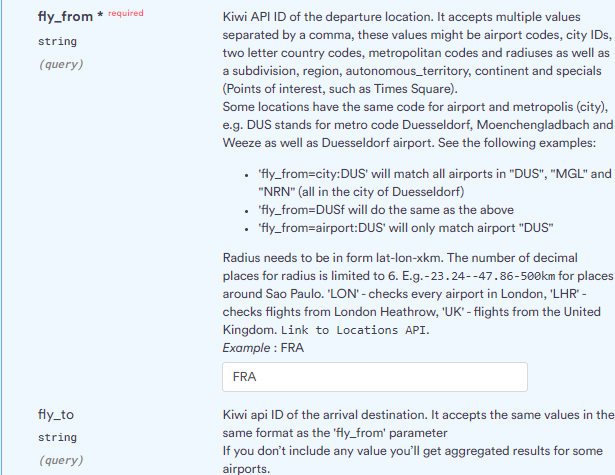 fly_from * required
string
(query)
Kiwi API ID of the departure location. It accepts multiple values
separated by a comma, these values might be airport codes, city IDs,
two letter country codes, metropolitan codes and radiuses as well as
a subdivision, region, autonomous_territory, continent and specials
(Points of interest, such as Times Square).
Some locations have the same code for airport and metropolis (city),
e.g. DUS stands for metro code Duesseldorf, Moenchengladbach and
Weeze as well as Duesseldorf airport. See the following examples:
• 'fly_from=city:DUS' will match all airports in "DUS", "MGL" and
"NRN" (all in the city of Duesseldorf)
• 'fly_from=DUSf will do the same as the above
• 'fly_from=airport:DUS' will only match airport "DUS"
Radius needs to be in form lat-lon-xkm. The number of decimal
places for radius is limited to 6. E.g.-23.24--47.86-500km for places
around Sao Paulo. 'LON' - checks every airport in London, 'LHR' -
checks flights from London Heathrow, 'UK' - flights from the United
Kingdom. Link to Locations API.
Example : FRA
FRA
fly_to
string
(query)
Kiwi api ID of the arrival destination. It accepts the same values in the
same format as the 'fly_from' parameter
If you don't include any value you'll get aggregated results for some
airports.